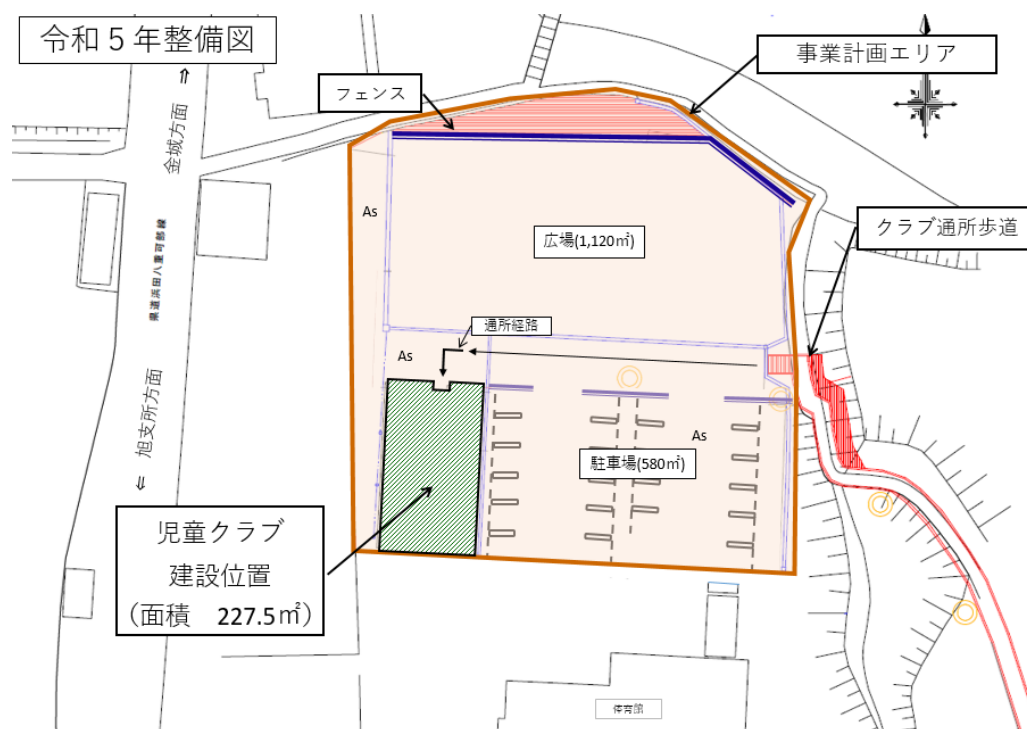 令和5年整備図
事業計画エリア
フェンス
⇒ 金城方面
As
広場(1,120㎡)
クラブ通所歩道
県道浜田八重可部線
通所経路
As
As
駐車場(580㎡)
⇐ 旭支所方面
児童クラブ
建設位置
(面積 227.5㎡)
体育館